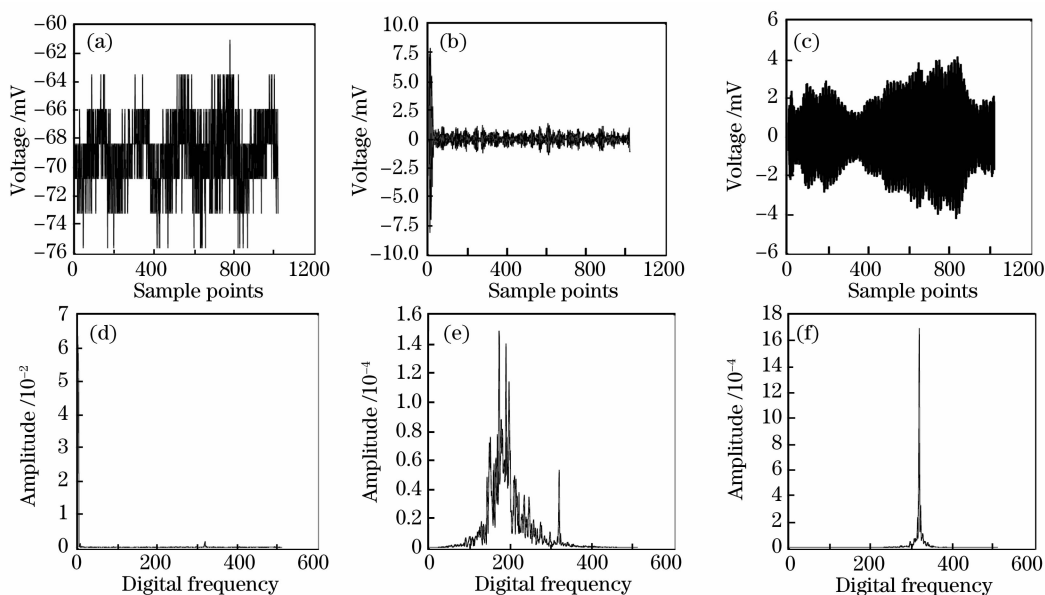 (a)
Voltage /mV
−60
−62
−64
−66
−68
−70
−72
−74
−76
0 400 800 1200
Sample points
(b)
Voltage /mV
10.0
7.5
5.0
2.5
0
−2.5
−5.0
−7.5
−10.0
0 400 800 1200
Sample points
(c)
Voltage /mV
6
4
2
0
−2
−4
−6
0 400 800 1200
Sample points
(d)
Amplitude /10⁻²
7
6
5
4
3
2
1
0
0 200 400 600
Digital frequency
(e)
Amplitude /10⁻⁴
1.6
1.4
1.2
1.0
0.8
0.6
0.4
0.2
0
0 200 400 600
Digital frequency
(f)
Amplitude /10⁻⁴
18
16
14
12
10
8
6
4
2
0
0 200 400 600
Digital frequency